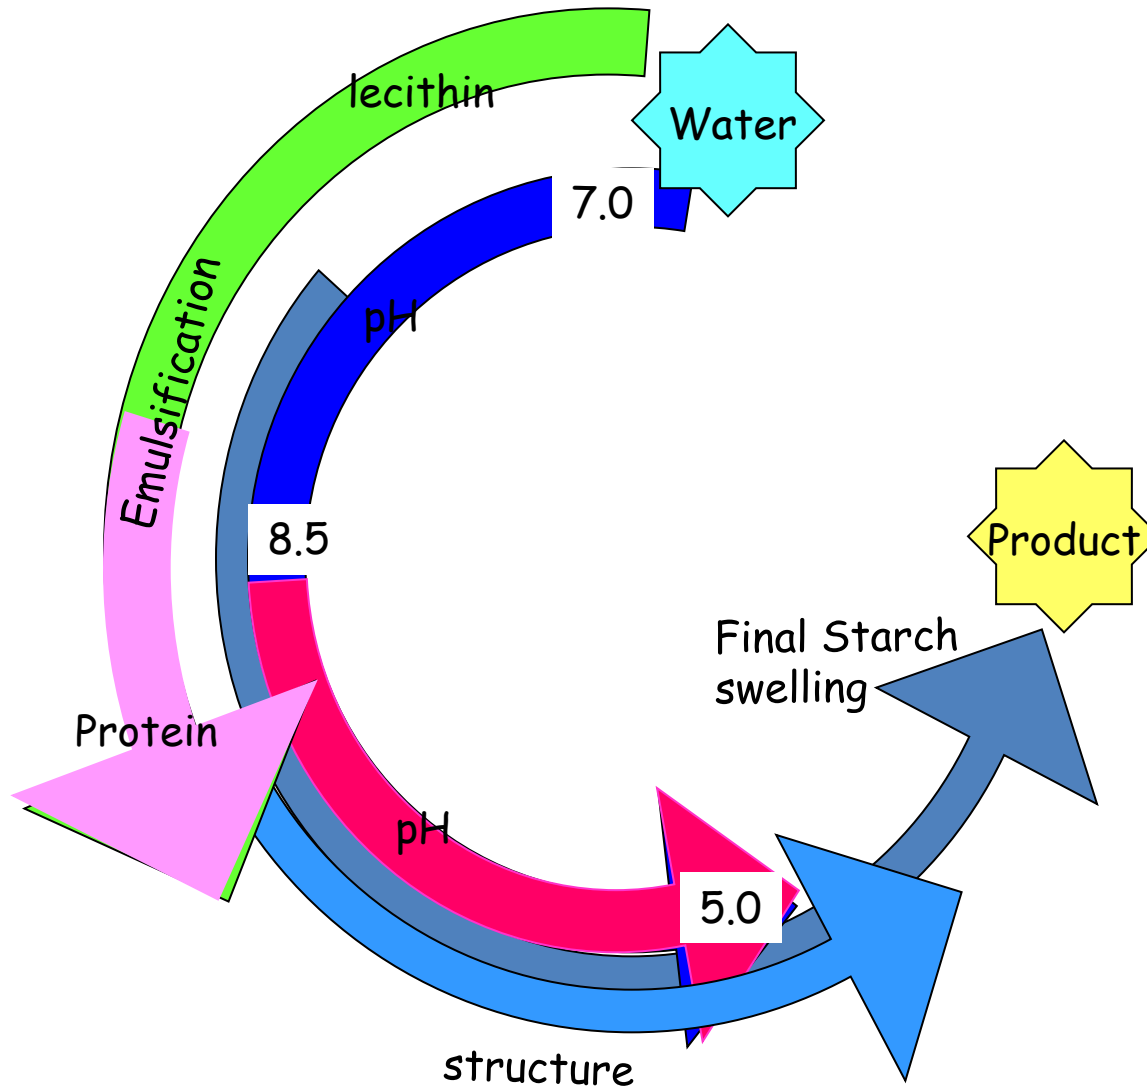 lecithin
Water
7.0
pH
Emulsification
8.5
Product
Final Starch
swelling
Protein
pH
5.0
structure